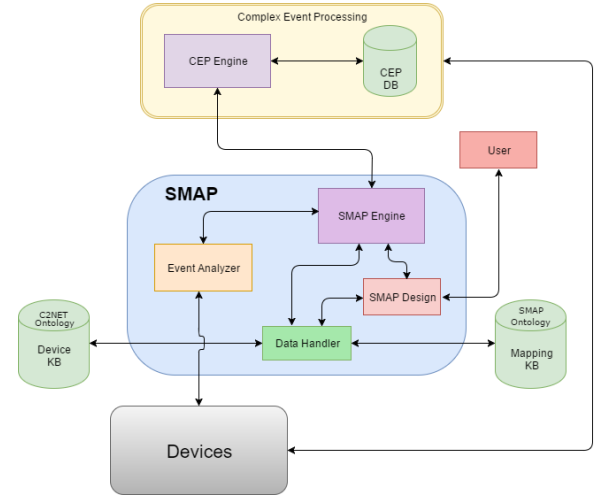 Complex Event Processing
CEP Engine
CEP
DB
User
SMAP
SMAP Engine
Event Analyzer
SMAP Design
C2NET
Ontology
Device
KB
Data Handler
SMAP
Ontology
Mapping
KB
Devices